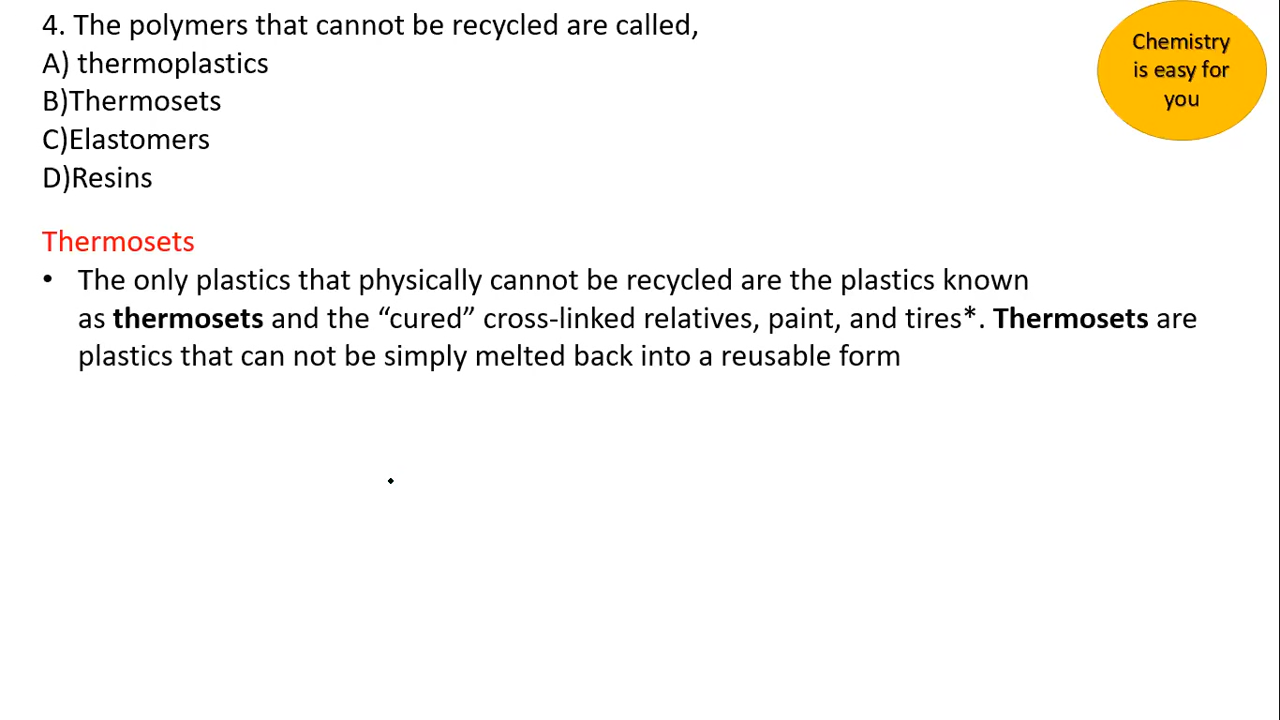 4. The polymers that cannot be recycled are called,
A) thermoplastics
B)Thermosets
C)Elastomers
D)Resins
Chemistry
is easy for
you
Thermosets
• The only plastics that physically cannot be recycled are the plastics known
as thermosets and the “cured” cross-linked relatives, paint, and tires*. Thermosets are
plastics that can not be simply melted back into a reusable form